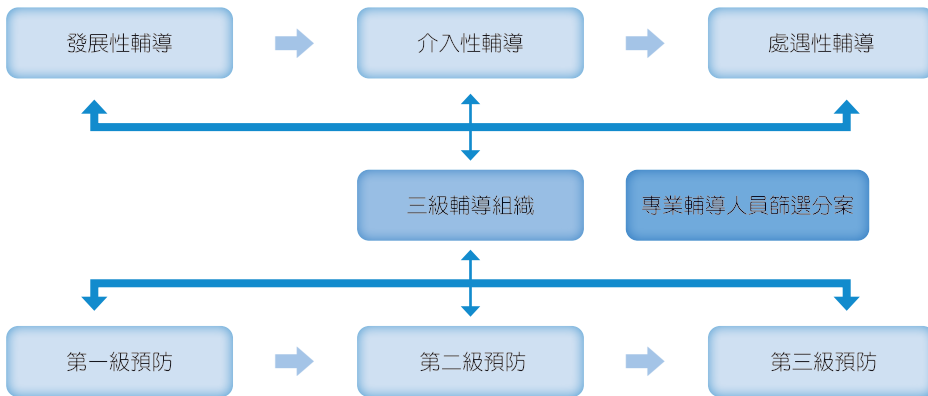 發展性輔導
介入性輔導
處遇性輔導
三級輔導組織
專業輔導人員篩選分案
第一級預防
第二級預防
第三級預防